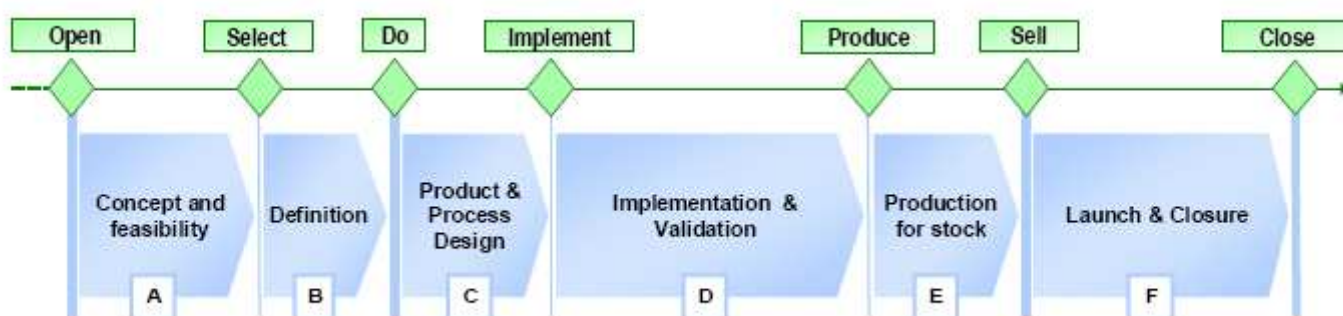 Open
Select
Do
Implement
Produce
Sell
Close
Concept and
feasibility
Definition
Product &
Process
Design
Implementation &
Validation
Production
for stock
Launch & Closure
A
B
C
D
E
F